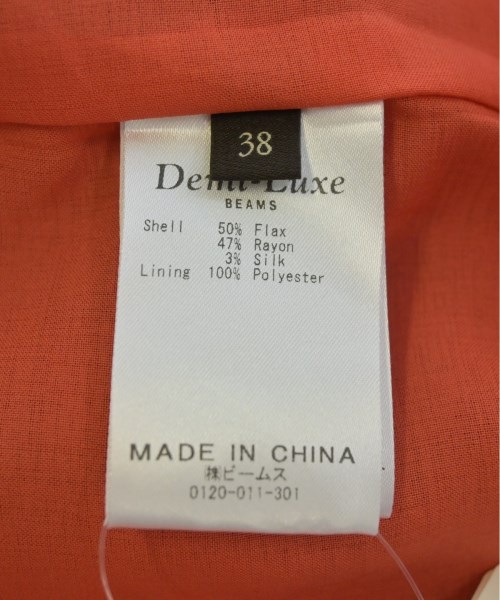 38
Demi-Luxe
BEAMS
Shell 50% Flax
47% Rayon
3% Silk
Lining 100% Polyester
MADE IN CHINA
㈱ビームス
0120-011-301